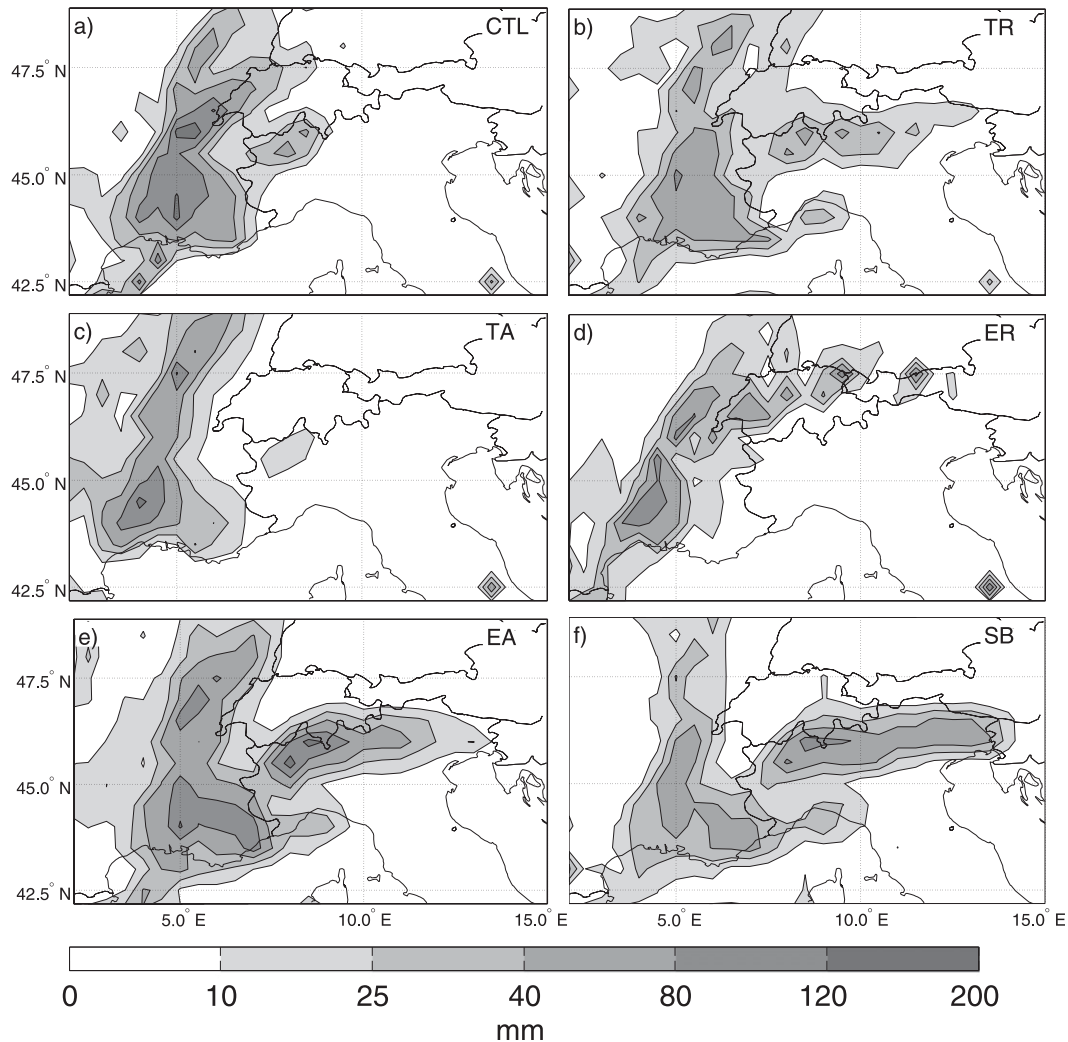 a) CTL
b) TR
47.5° N
45.0° N
42.5° N
c) TA
d) ER
47.5° N
45.0° N
42.5° N
e) EA
f) SB
47.5° N
45.0° N
42.5° N
5.0° E 10.0° E 15.0° E
5.0° E 10.0° E 15.0° E
0 10 25 40 80 120 200
mm